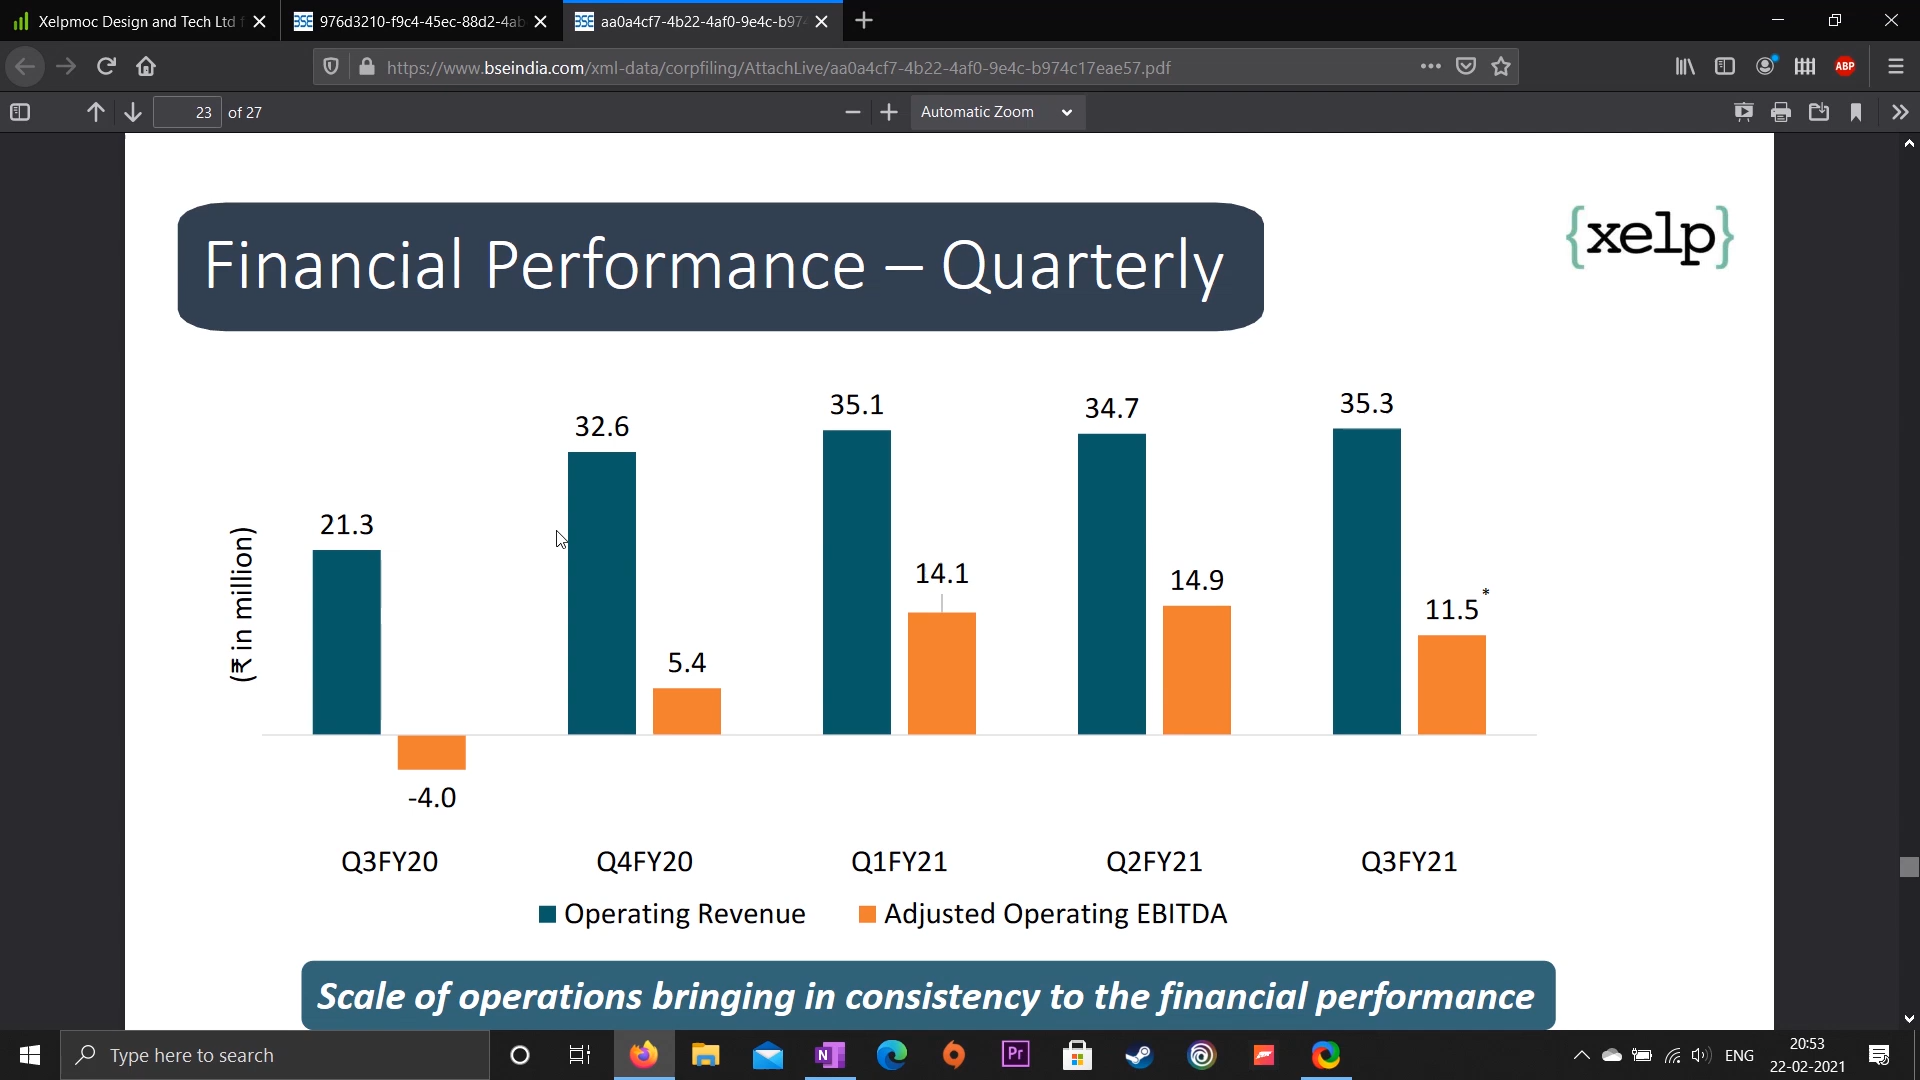 Xelpmoc Design and Tech Ltd f
976d3210-f9c4-45ec-88d2-4ab
aa0a4cf7-4b22-4af0-9e4c-b974
https://www.bseindia.com/xml-data/corpfiling/AttachLive/aa0a4cf7-4b22-4af0-9e4c-b974c17eae57.pdf
ABP
23 of 27
Automatic Zoom
Financial Performance – Quarterly
{xelp}
(₹ in million)
21.3
32.6
35.1
34.7
35.3
-4.0
5.4
14.1
14.9
11.5*
Q3FY20
Q4FY20
Q1FY21
Q2FY21
Q3FY21
Operating Revenue
Adjusted Operating EBITDA
Scale of operations bringing in consistency to the financial performance
Type here to search
N
Pr
ENG
20:53
22-02-2021